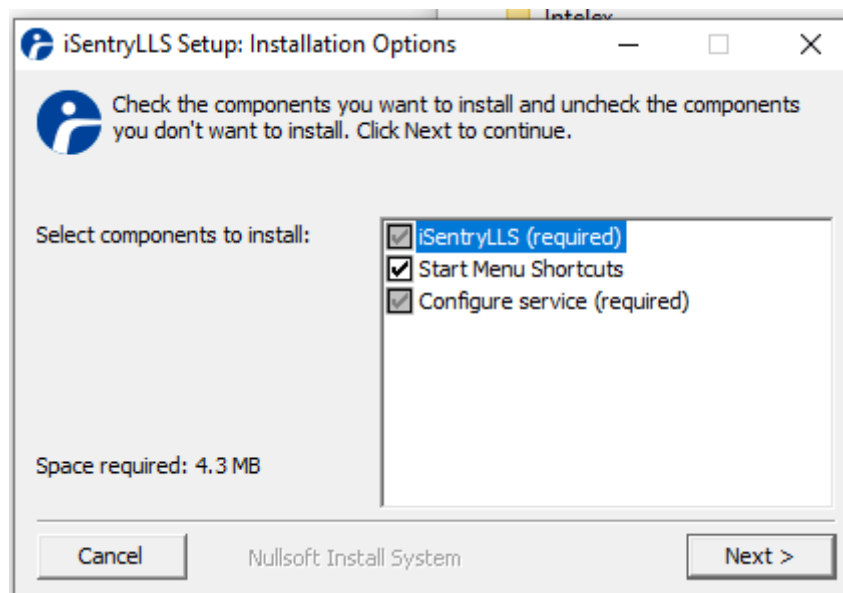 Intelex
iSentryLLS Setup: Installation Options
Check the components you want to install and uncheck the components
you don't want to install. Click Next to continue.
Select components to install:
iSentryLLS (required)
Start Menu Shortcuts
Configure service (required)
Space required: 4.3 MB
Cancel
Nullsoft Install System
Next >